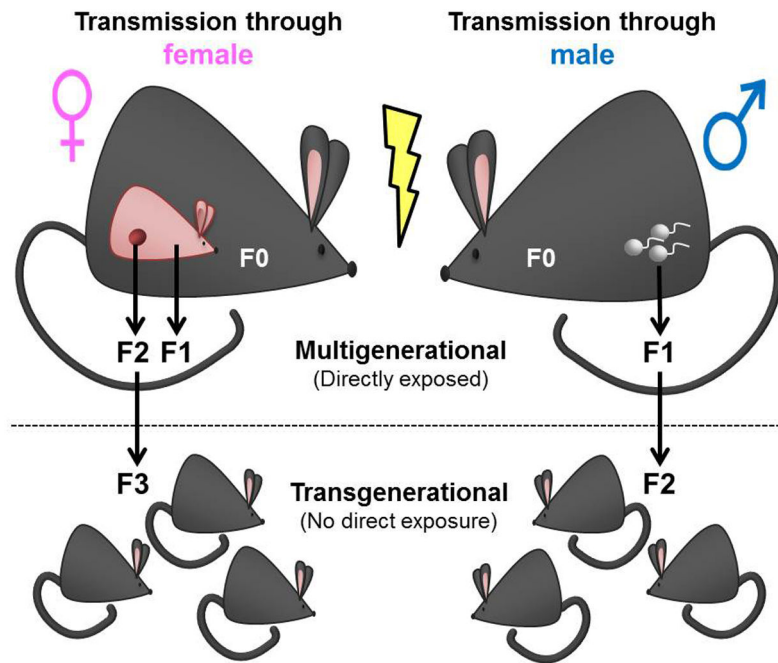 Transmission through
female
Transmission through
male
F0
F0
F2 F1
Multigenerational
(Directly exposed)
F1
F3
Transgenerational
(No direct exposure)
F2